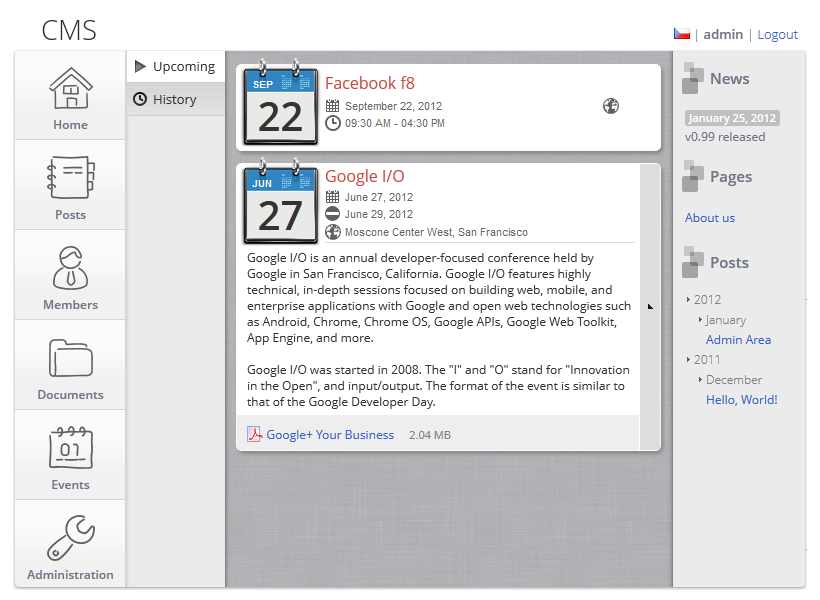 CMS
| admin | Logout
Home
Posts
Members
Documents
01
Events
Administration
Upcoming
History
SEP
22
Facebook f8
September 22, 2012
09:30 AM - 04:30 PM
JUN
27
Google I/O
June 27, 2012
June 29, 2012
Moscone Center West, San Francisco
Google I/O is an annual developer-focused conference held by
Google in San Francisco, California. Google I/O features highly
technical, in-depth sessions focused on building web, mobile, and
enterprise applications with Google and open web technologies such
as Android, Chrome, Chrome OS, Google APIs, Google Web Toolkit,
App Engine, and more.
Google I/O was started in 2008. The "I" and "O" stand for "Innovation
in the Open", and input/output. The format of the event is similar to
that of the Google Developer Day.
Google+ Your Business 2.04 MB
News
January 25, 2012
v0.99 released
Pages
About us
Posts
2012
January
Admin Area
2011
December
Hello, World!